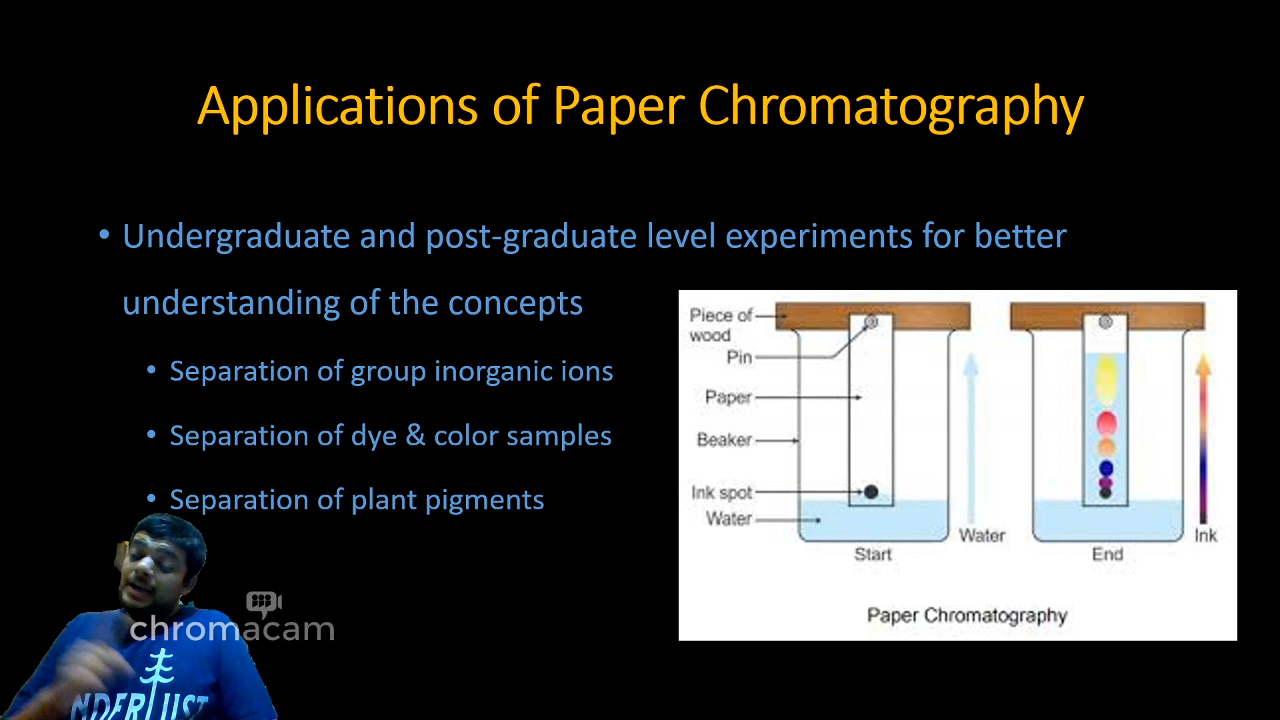 Applications of Paper Chromatography
• Undergraduate and post-graduate level experiments for better
understanding of the concepts
• Separation of group inorganic ions
• Separation of dye & color samples
• Separation of plant pigments
Piece of
wood
Pin
Paper
Beaker
Ink spot
Water
Water
Start
End
Ink
Paper Chromatography
chromacam
NDERLUST